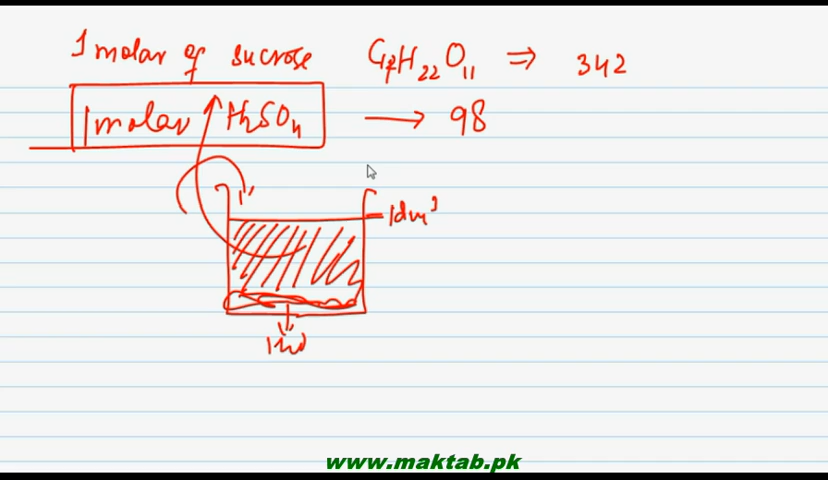 1 molar of sucrose C12H22O11 ⇒ 342
1 molar H2SO4 → 98
1dm³
www.maktab.pk